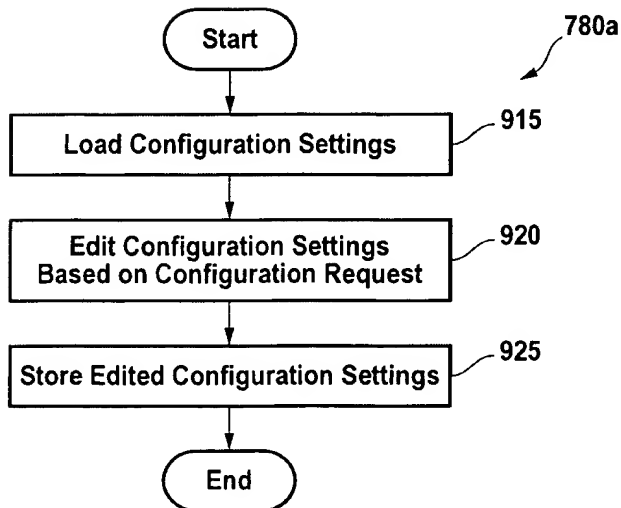 Start
780a
Load Configuration Settings
915
Edit Configuration Settings
Based on Configuration Request
920
Store Edited Configuration Settings
925
End